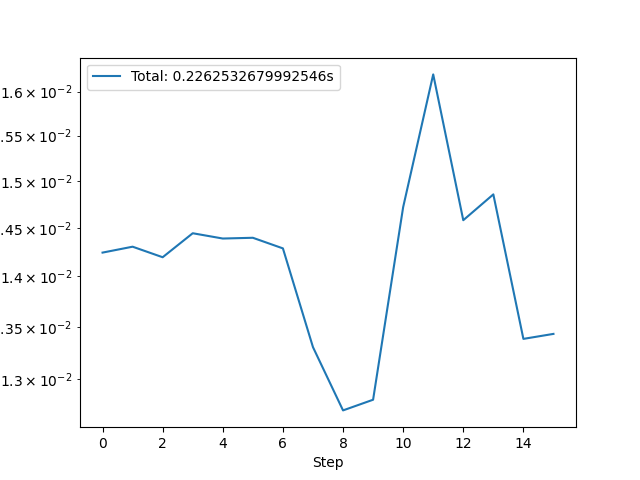 Total: 0.2262532679992546s
1.6 × 10⁻²
.55 × 10⁻²
1.5 × 10⁻²
.45 × 10⁻²
1.4 × 10⁻²
.35 × 10⁻²
1.3 × 10⁻²
0 2 4 6 8 10 12 14
Step